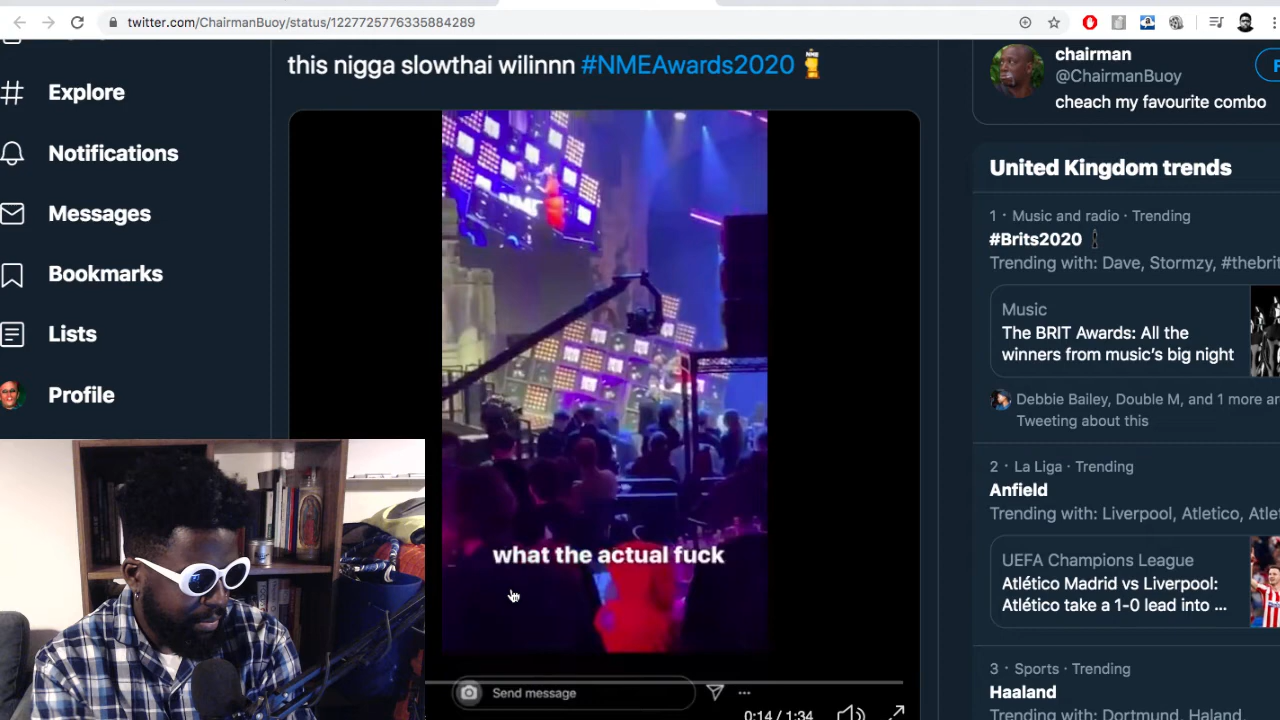 twitter.com/ChairmanBuoy/status/1227725776335884289
Explore
Notifications
Messages
Bookmarks
Lists
Profile
this nigga slowthai wilinnn #NMEAwards2020
what the actual fuck
Send message
0:14 / 1:34
chairman
@ChairmanBuoy
cheach my favourite combo
United Kingdom trends
1 · Music and radio · Trending
#Brits2020
Trending with: Dave, Stormzy, #thebrit
Music
The BRIT Awards: All the
winners from music's big night
Debbie Bailey, Double M, and 1 more ar
Tweeting about this
2 · La Liga · Trending
Anfield
Trending with: Liverpool, Atletico, Atle
UEFA Champions League
Atlético Madrid vs Liverpool:
Atlético take a 1-0 lead into ...
3 · Sports · Trending
Haaland
Trending with: Dortmund, Haland